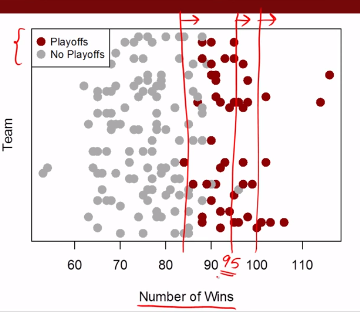 Playoffs
No Playoffs
Team
60 70 80 90 100 110
95
Number of Wins